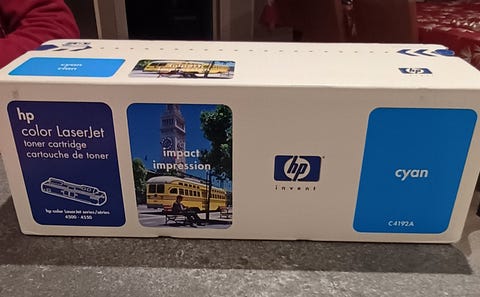 cyan
cyan
hp
hp
color LaserJet
toner cartridge
cartouche de toner
hp color LaserJet series/séries
4500 - 4550
impact
impression
hp
invent
cyan
C4192A